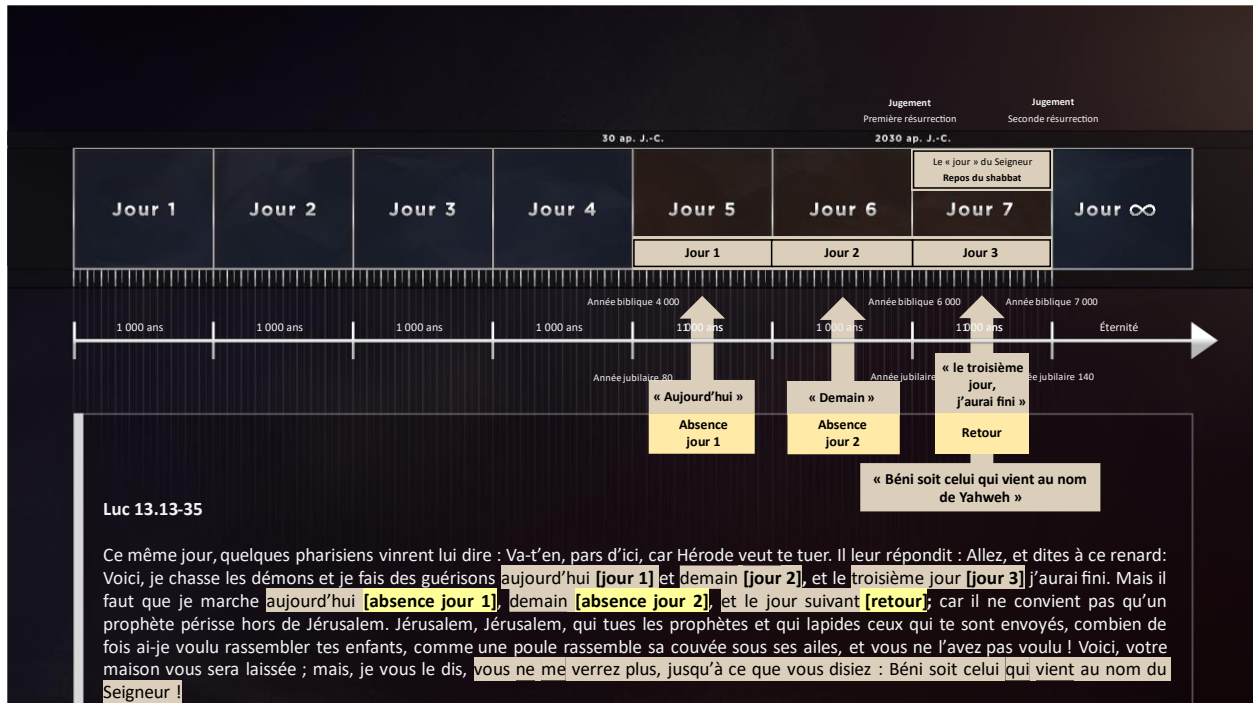 Jugement
Première résurrection
Jugement
Seconde résurrection
30 ap. J.-C.
2030 ap. J.-C.
Jour 1
Jour 2
Jour 3
Jour 4
Jour 5
Jour 6
Le « jour » du Seigneur
Repos du shabbat
Jour 7
Jour ∞
Jour 1
Jour 2
Jour 3
Année biblique 4 000
Année biblique 6 000
Année biblique 7 000
1 000 ans
1 000 ans
1 000 ans
1 000 ans
1 000 ans
1 000 ans
1 000 ans
Éternité
Année jubilaire 80
Année jubilaire
jubilaire 140
« Aujourd’hui »
Absence
jour 1
« Demain »
Absence
jour 2
« le troisième
jour,
j’aurai fini »
Retour
« Béni soit celui qui vient au nom
de Yahweh »
Luc 13.13-35
Ce même jour, quelques pharisiens vinrent lui dire : Va-t’en, pars d’ici, car Hérode veut te tuer. Il leur répondit : Allez, et dites à ce renard:
Voici, je chasse les démons et je fais des guérisons aujourd’hui [jour 1] et demain [jour 2], et le troisième jour [jour 3] j’aurai fini. Mais il
faut que je marche aujourd’hui [absence jour 1], demain [absence jour 2], et le jour suivant [retour]; car il ne convient pas qu’un
prophète périsse hors de Jérusalem. Jérusalem, Jérusalem, qui tues les prophètes et qui lapides ceux qui te sont envoyés, combien de
fois ai-je voulu rassembler tes enfants, comme une poule rassemble sa couvée sous ses ailes, et vous ne l’avez pas voulu ! Voici, votre
maison vous sera laissée ; mais, je vous le dis, vous ne me verrez plus, jusqu’à ce que vous disiez : Béni soit celui qui vient au nom du
Seigneur !